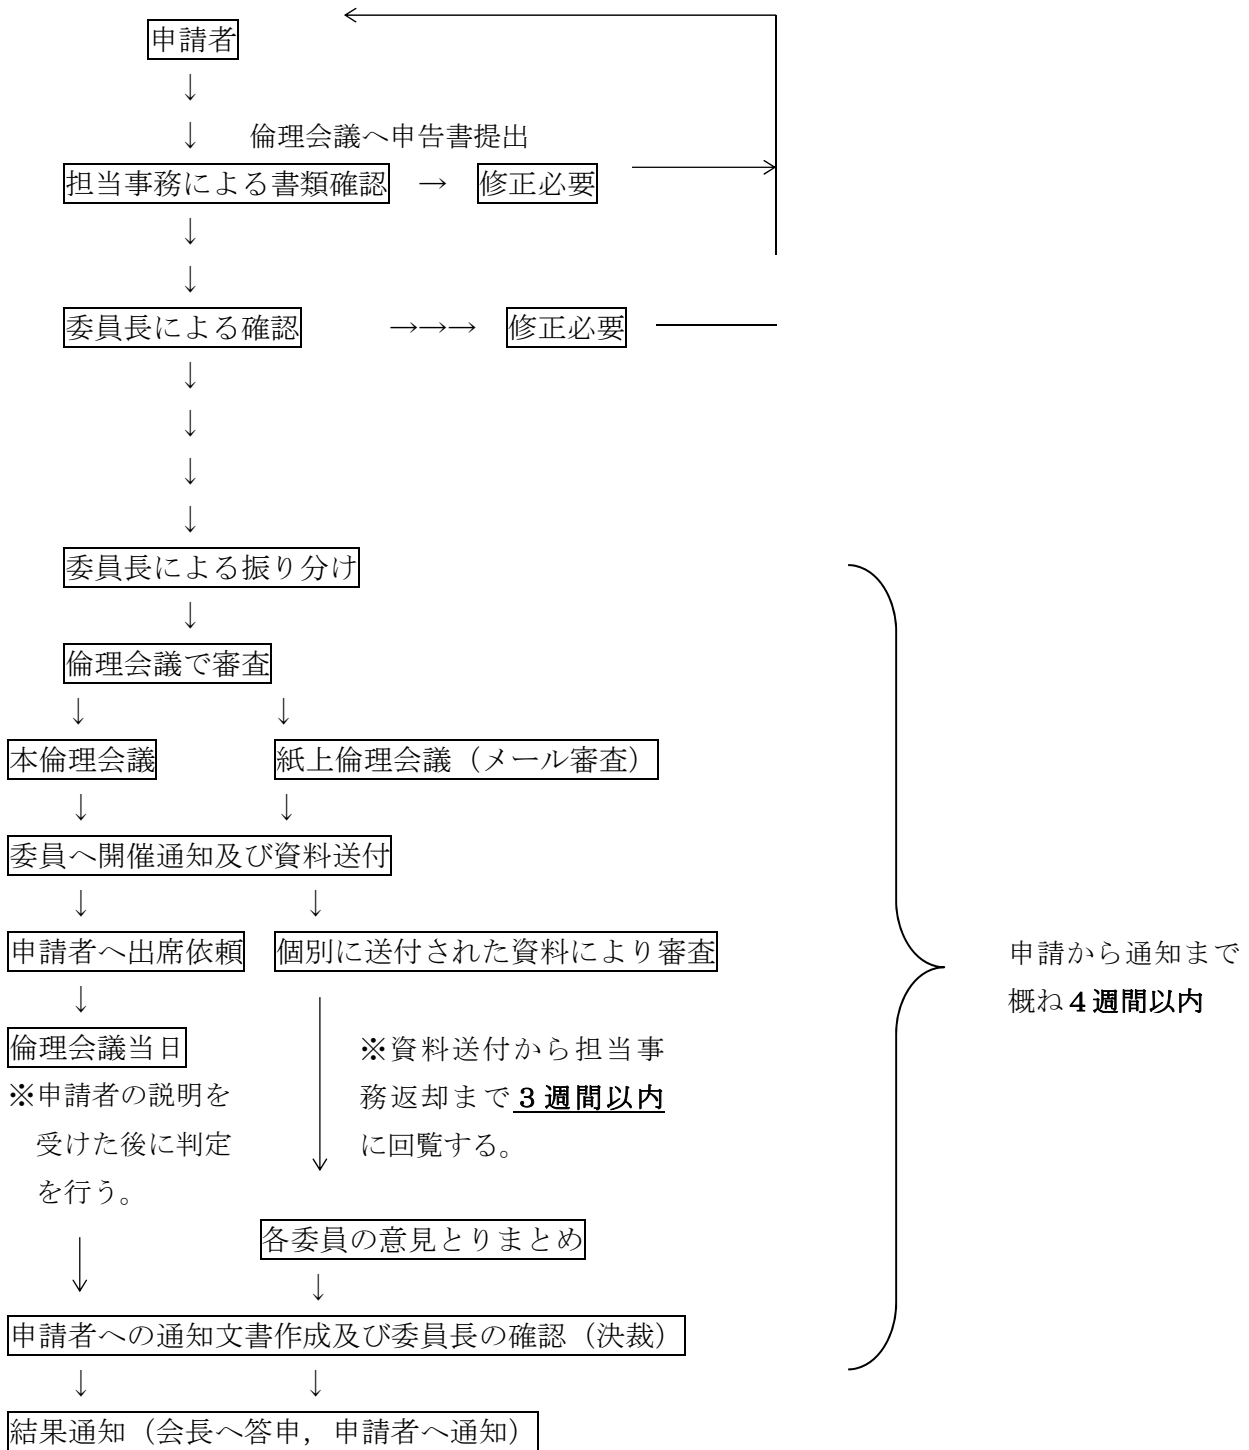 申請者
↓
↓ 倫理会議へ申告書提出
担当事務による書類確認 → 修正必要
↓
↓
委員長による確認 →→→ 修正必要
↓
↓
↓
↓
委員長による振り分け
↓
倫理会議で審査
↓ ↓
本倫理会議 紙上倫理会議（メール審査）
↓ ↓
委員へ開催通知及び資料送付
↓ ↓
申請者へ出席依頼 個別に送付された資料により審査
↓
倫理会議当日
※申請者の説明を
受けた後に判定
を行う。
※資料送付から担当事
務返却まで３週間以内
に回覧する。
各委員の意見とりまとめ
↓
申請者への通知文書作成及び委員長の確認（決裁）
↓ ↓
結果通知（会長へ答申，申請者へ通知）
申請から通知まで
概ね４週間以内